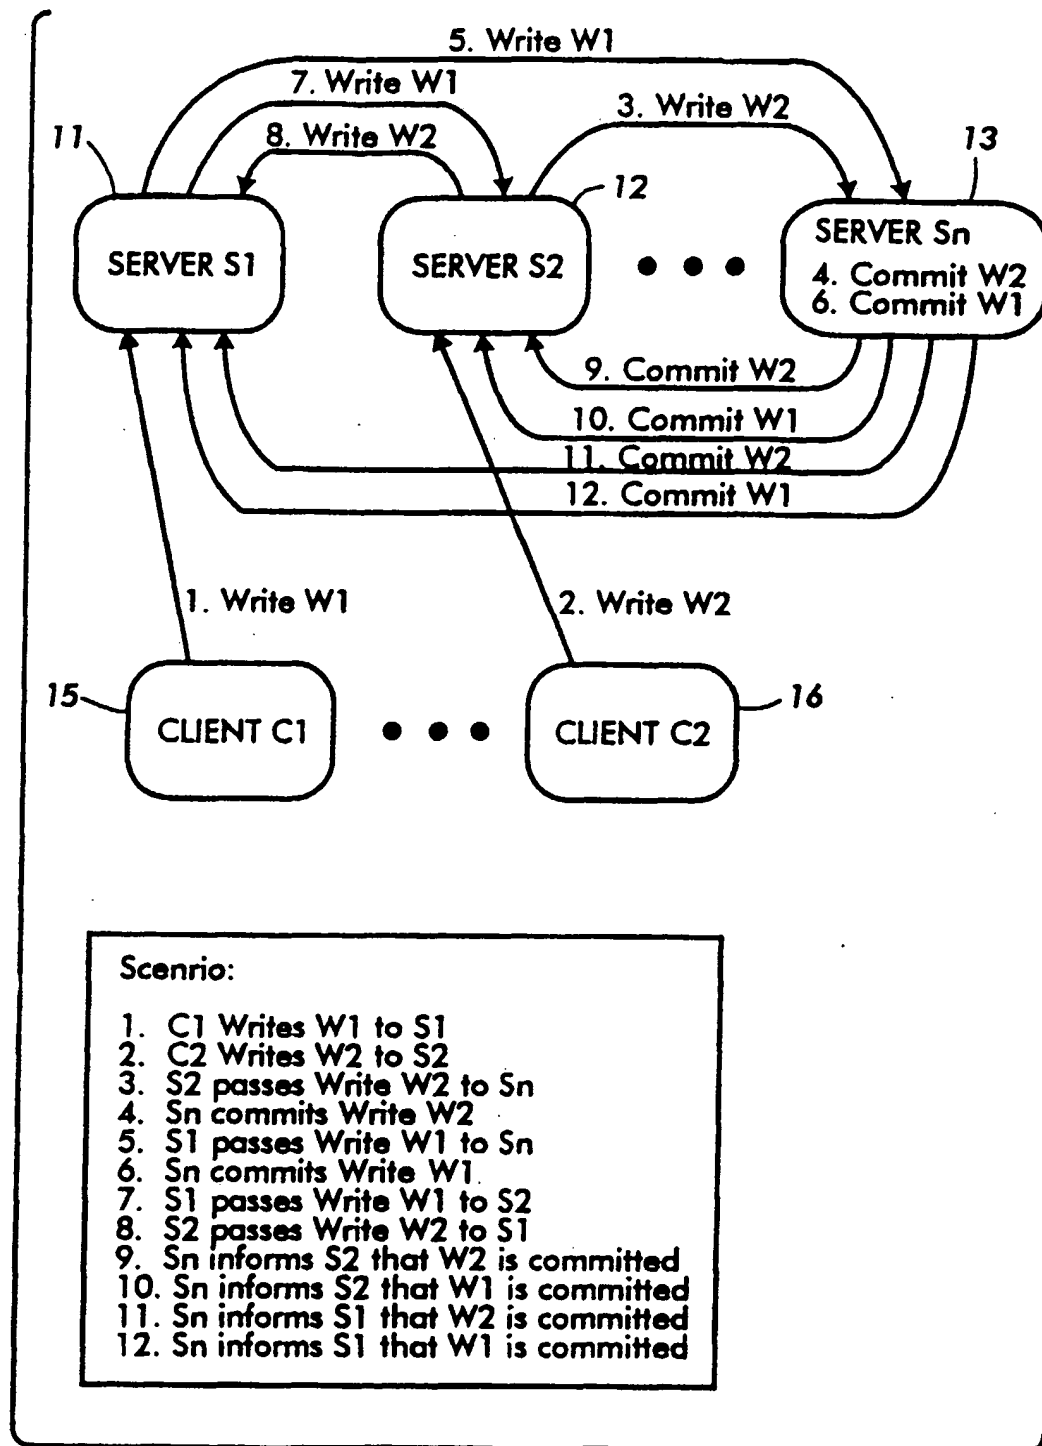 5. Write W1
7. Write W1
3. Write W2
8. Write W2
11
13
12
SERVER S1
SERVER S2
SERVER Sn
4. Commit W2
6. Commit W1
9. Commit W2
10. Commit W1
11. Commit W2
12. Commit W1
1. Write W1
2. Write W2
15
CLIENT C1
CLIENT C2
16
Scenrio:
1. C1 Writes W1 to S1
2. C2 Writes W2 to S2
3. S2 passes Write W2 to Sn
4. Sn commits Write W2
5. S1 passes Write W1 to Sn
6. Sn commits Write W1
7. S1 passes Write W1 to S2
8. S2 passes Write W2 to S1
9. Sn informs S2 that W2 is committed
10. Sn informs S2 that W1 is committed
11. Sn informs S1 that W2 is committed
12. Sn informs S1 that W1 is committed